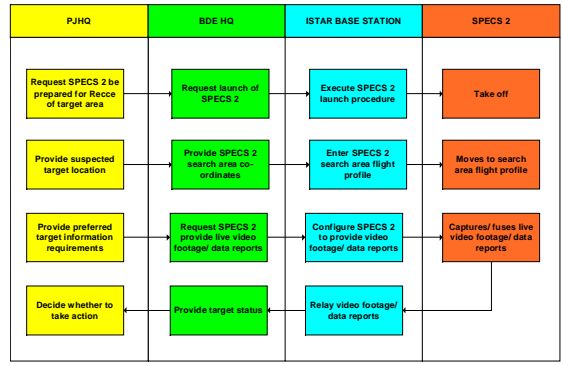 PJHQ
BDE HQ
ISTAR BASE STATION
SPECS 2
Request SPECS 2 be
prepared for Recce
of target area
Request launch of
SPECS 2
Execute SPECS 2
launch procedure
Take off
Provide suspected
target location
Provide SPECS 2
search area co-
ordinates
Enter SPECS 2
search area flight
profile
Moves to search
area flight profile
Provide preferred
target information
requirements
Request SPECS 2
provide live video
footage/ data reports
Configure SPECS 2
to provide video
footage/ data reports
Captures/ fuses live
video footage/ data
reports
Decide whether to
take action
Provide target status
Relay video footage/
data reports